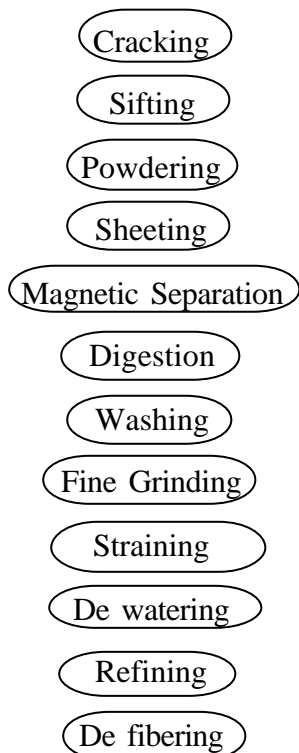 Cracking
Sifting
Powdering
Sheeting
Magnetic Separation
Digestion
Washing
Fine Grinding
Straining
De watering
Refining
De fibering